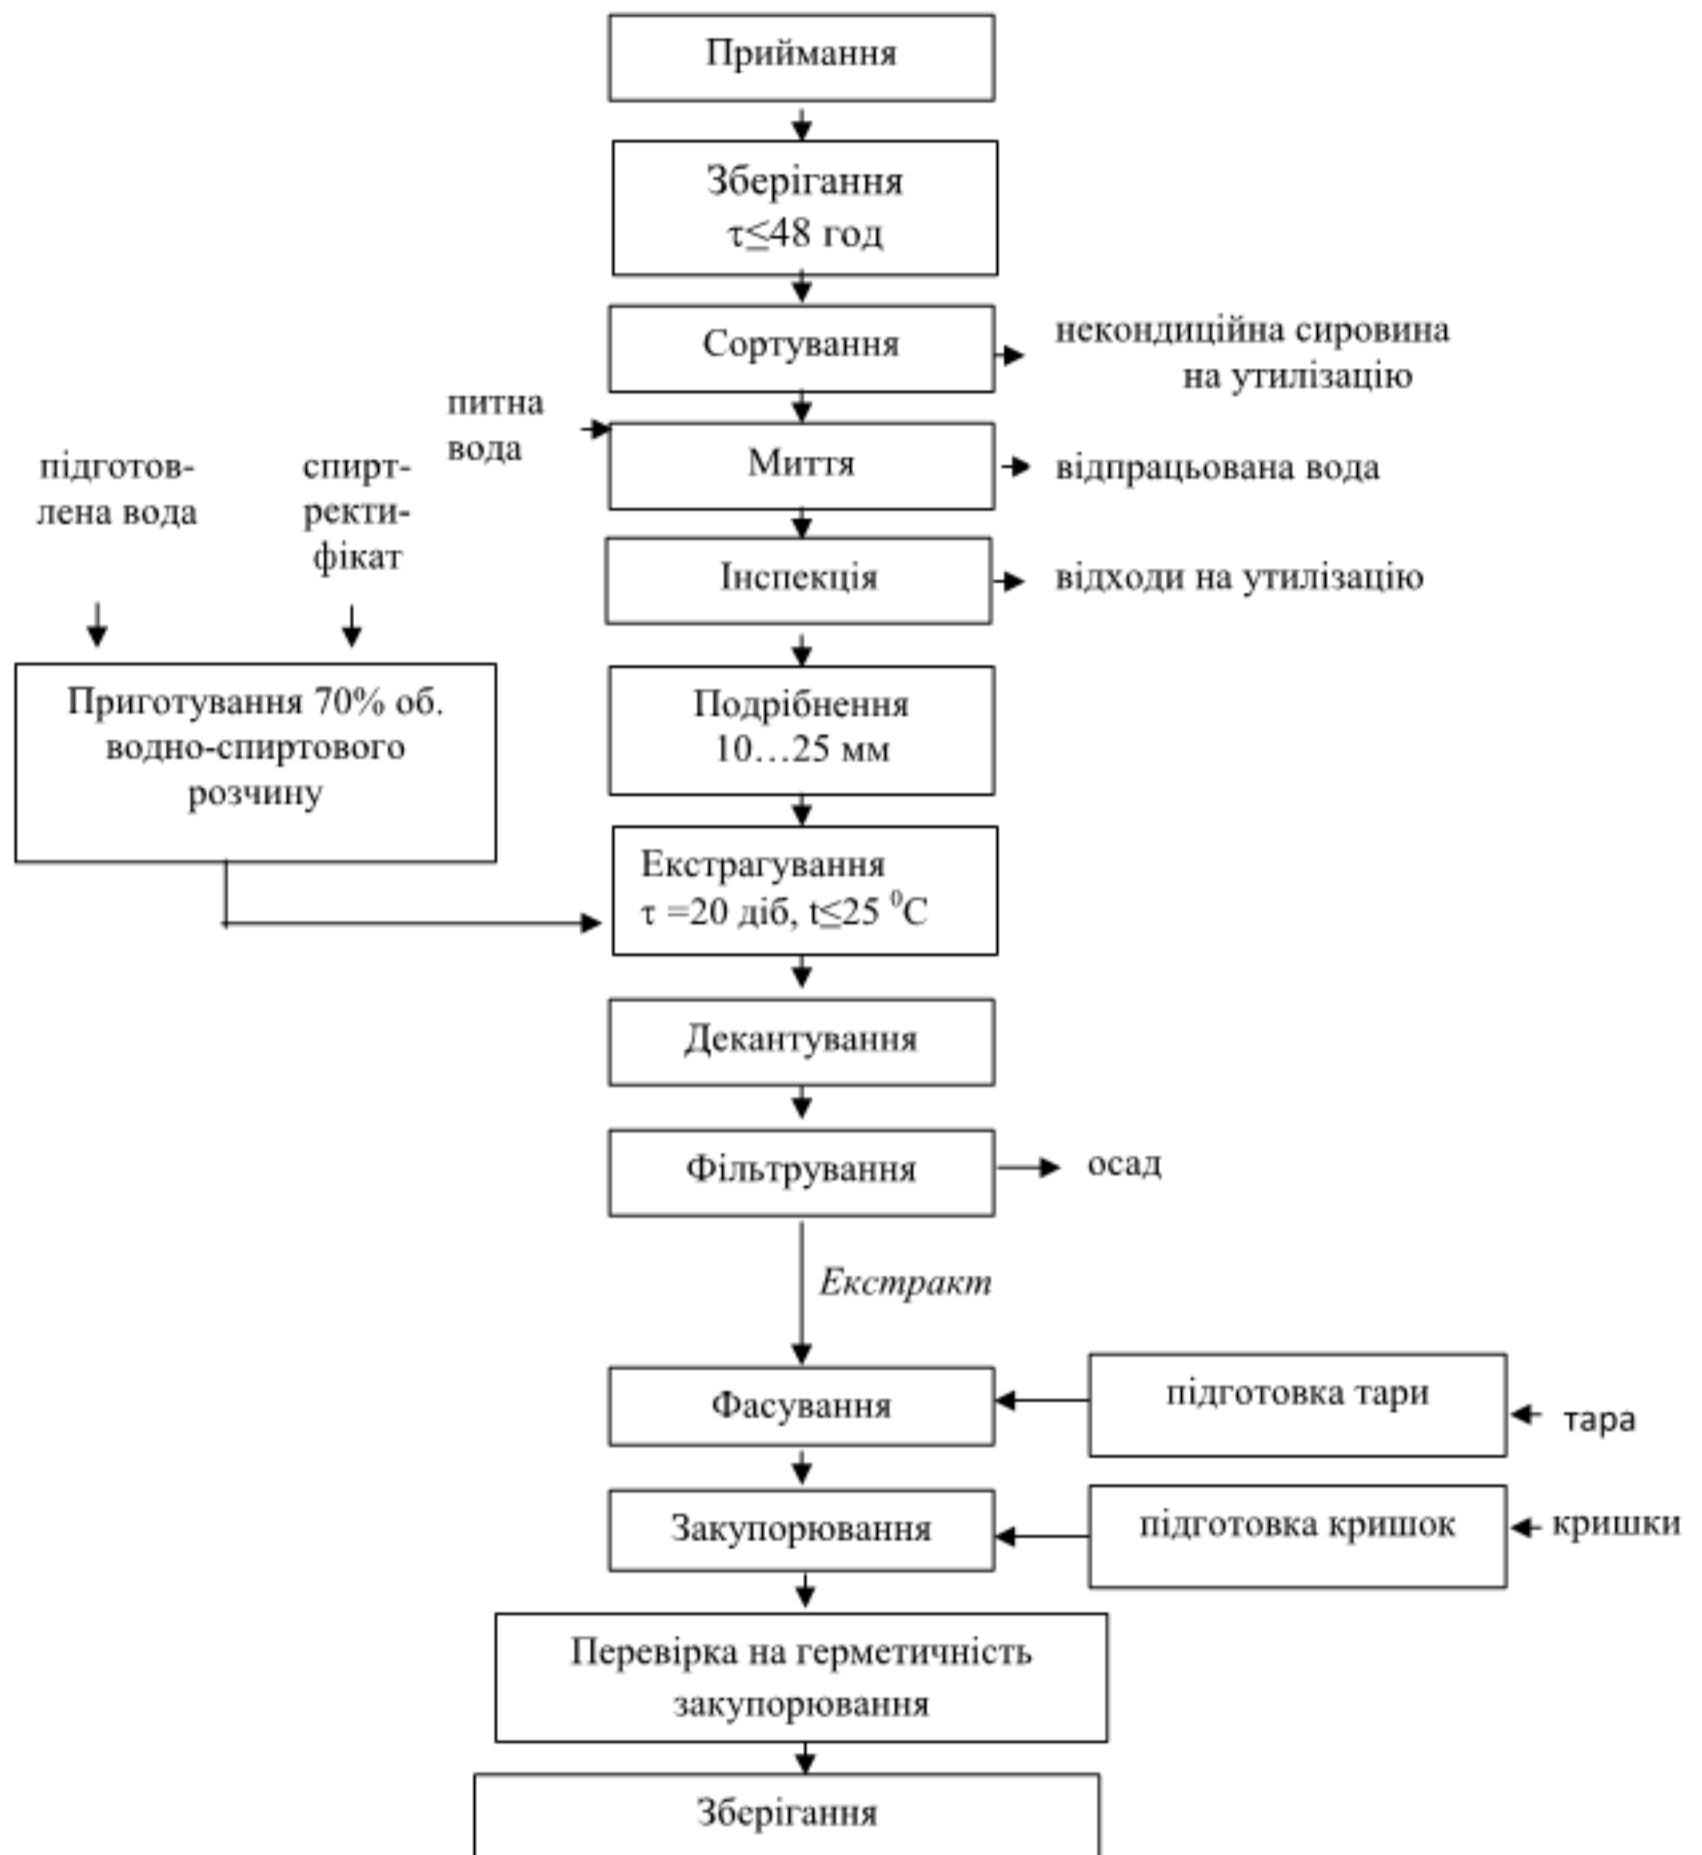 Приймання
Зберігання
τ≤48 год
Сортування
некондиційна сировина
на утилізацію
питна
вода
Миття
відпрацьована вода
підготов-
лена вода
спирт-
ректи-
фікат
Інспекція
відходи на утилізацію
Приготування 70% об.
водно-спиртового
розчину
Подрібнення
10…25 мм
Екстрагування
τ =20 діб, t≤25 ⁰С
Декантування
Фільтрування
осад
Екстракт
Фасування
підготовка тари
тара
Закупорювання
підготовка кришок
кришки
Перевірка на герметичність
закупорювання
Зберігання